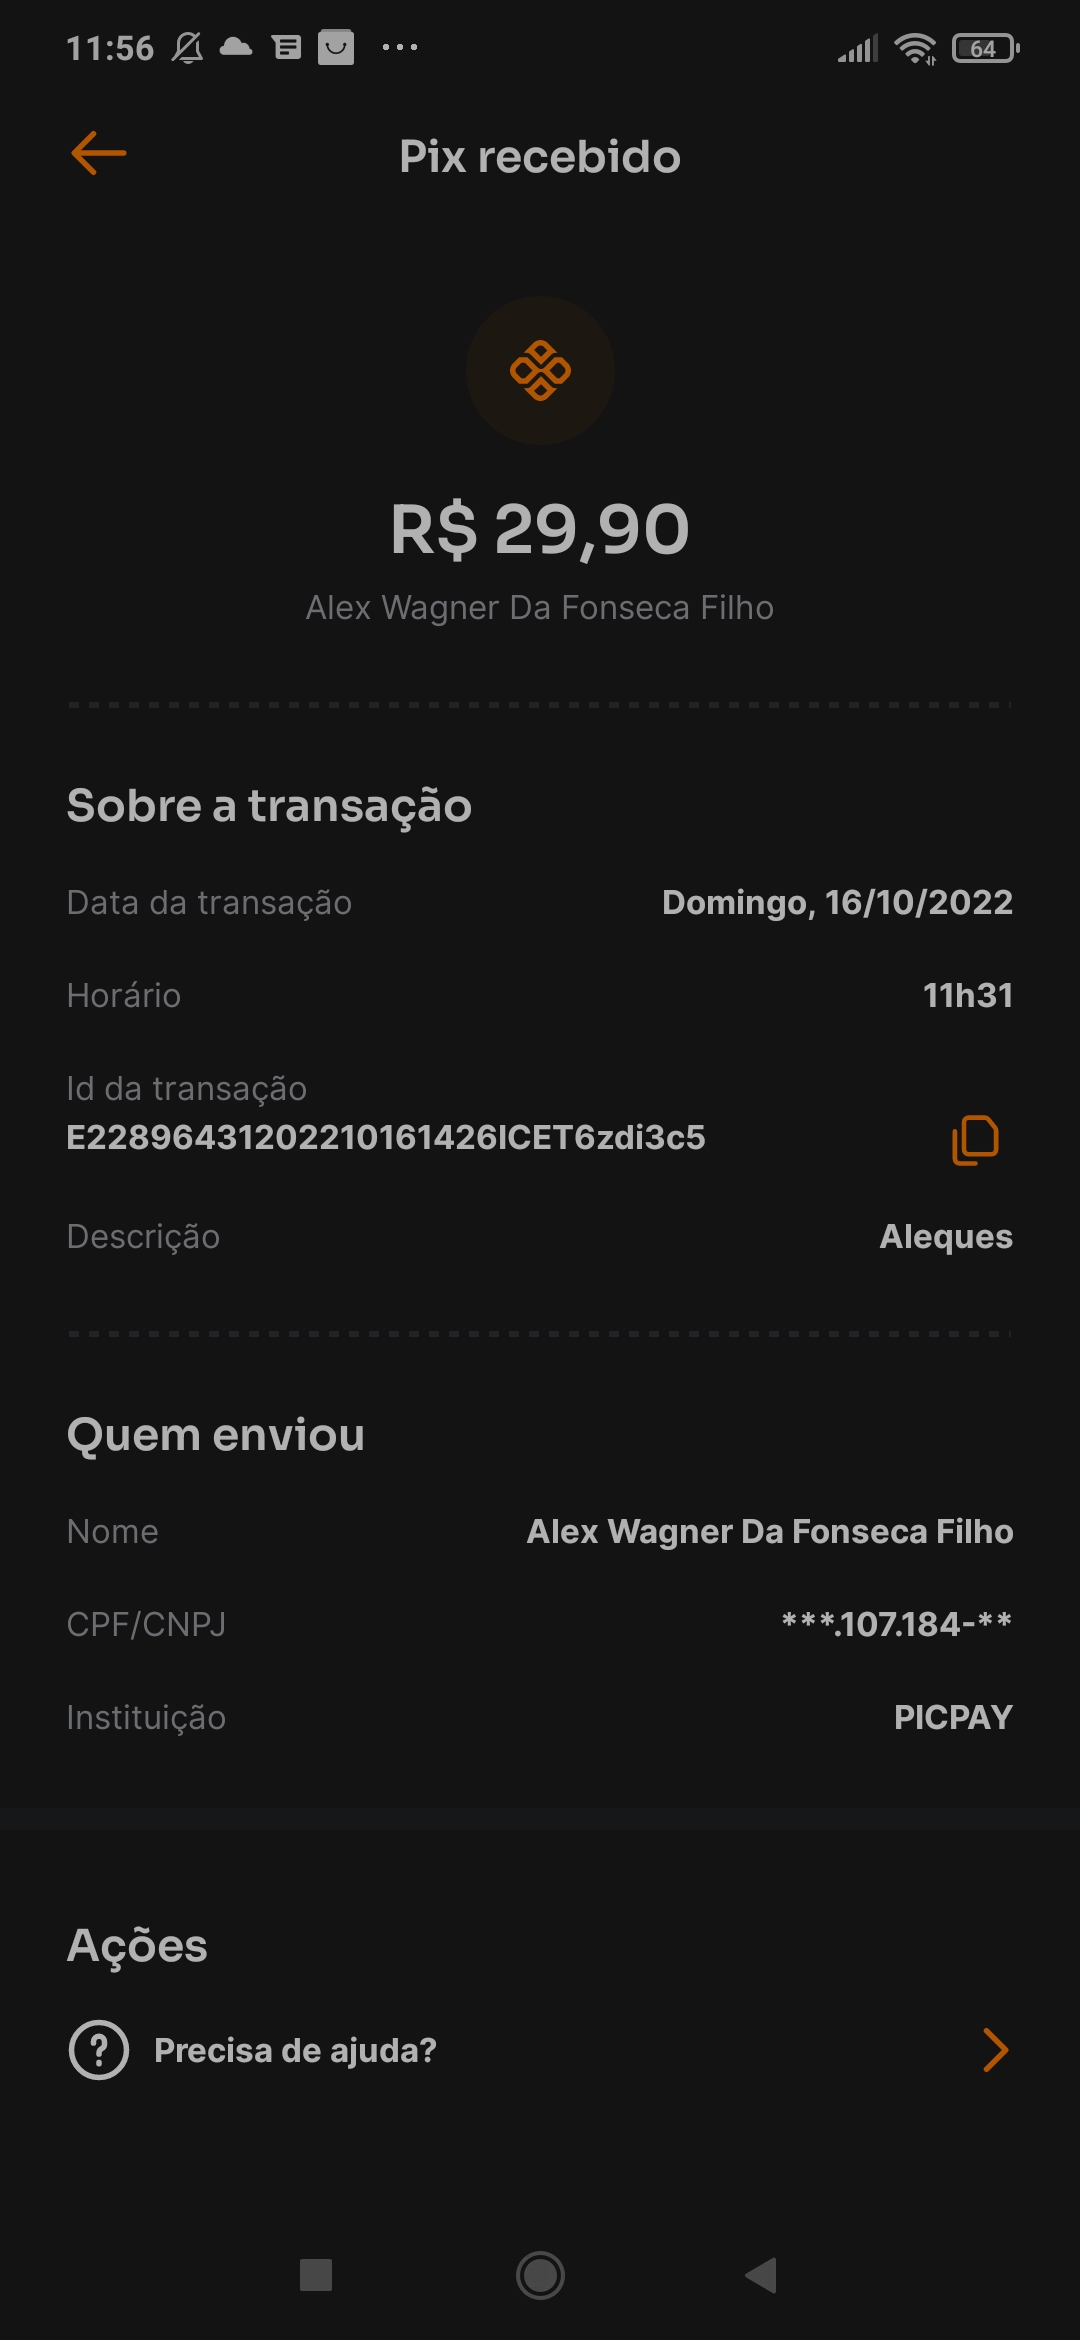 11:56
64
Pix recebido
R$ 29,90
Alex Wagner Da Fonseca Filho
Sobre a transação
Data da transação Domingo, 16/10/2022
Horário 11h31
Id da transação
E22896431202210161426ICET6zdi3c5
Descrição Aleques
Quem enviou
Nome Alex Wagner Da Fonseca Filho
CPF/CNPJ ***.107.184-**
Instituição PICPAY
Ações
Precisa de ajuda?